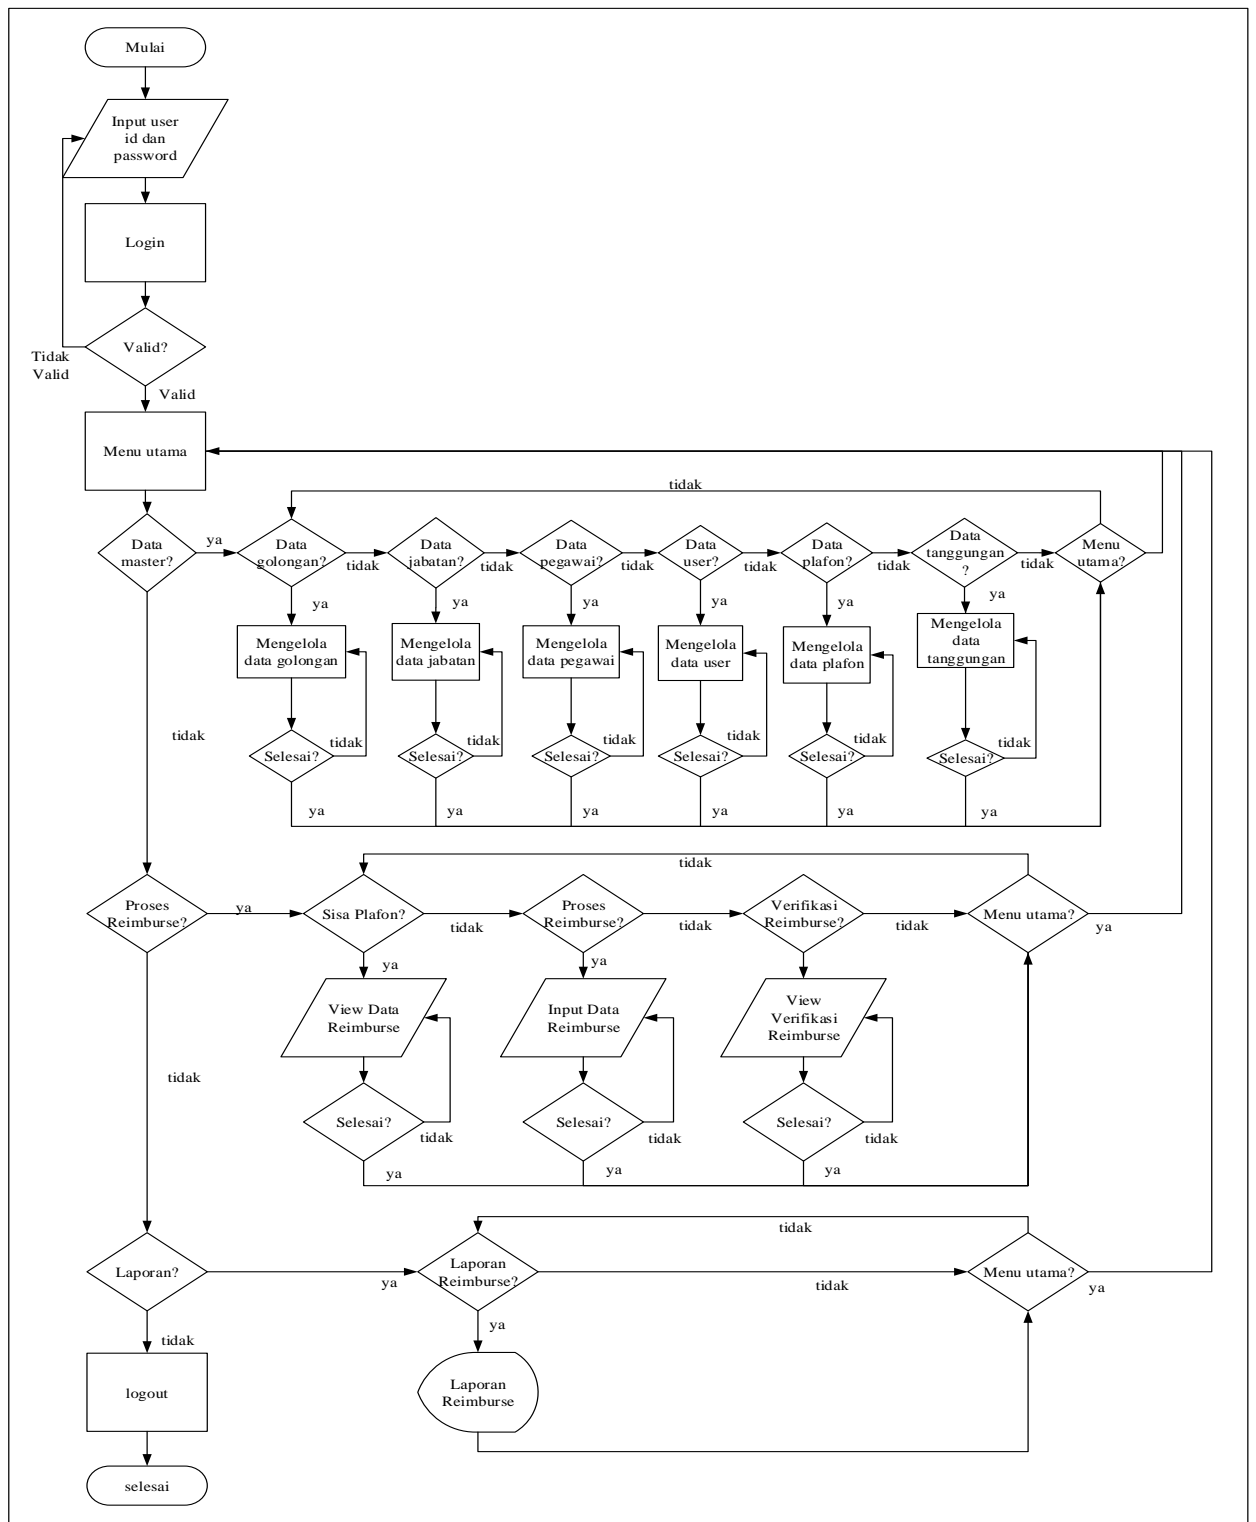 Mulai
Input user
id dan
password
Login
Valid?
Tidak
Valid
Valid
Menu utama
tidak
Data
master?
ya
Data
golongan?
tidak
Data
jabatan?
tidak
Data
pegawai?
tidak
Data
user?
tidak
Data
plafon?
tidak
Data
tanggungan
?
tidak
Menu
utama?
ya
ya
ya
ya
ya
ya
Mengelola
data golongan
Mengelola
data jabatan
Mengelola
data pegawai
Mengelola
data user
Mengelola
data plafon
Mengelola
data
tanggungan
tidak
Selesai?
tidak
Selesai?
tidak
Selesai?
tidak
Selesai?
tidak
Selesai?
tidak
Selesai?
tidak
ya
ya
ya
ya
ya
ya
tidak
Proses
Reimburse?
ya
Sisa Plafon?
tidak
Proses
Reimburse?
tidak
Verifikasi
Reimburse?
tidak
Menu utama?
ya
ya
ya
View Data
Reimburse
Input Data
Reimburse
View
Verifikasi
Reimburse
tidak
Selesai?
tidak
Selesai?
tidak
Selesai?
tidak
ya
ya
ya
tidak
Laporan?
ya
Laporan
Reimburse?
tidak
Menu utama?
ya
tidak
ya
logout
Laporan
Reimburse
selesai